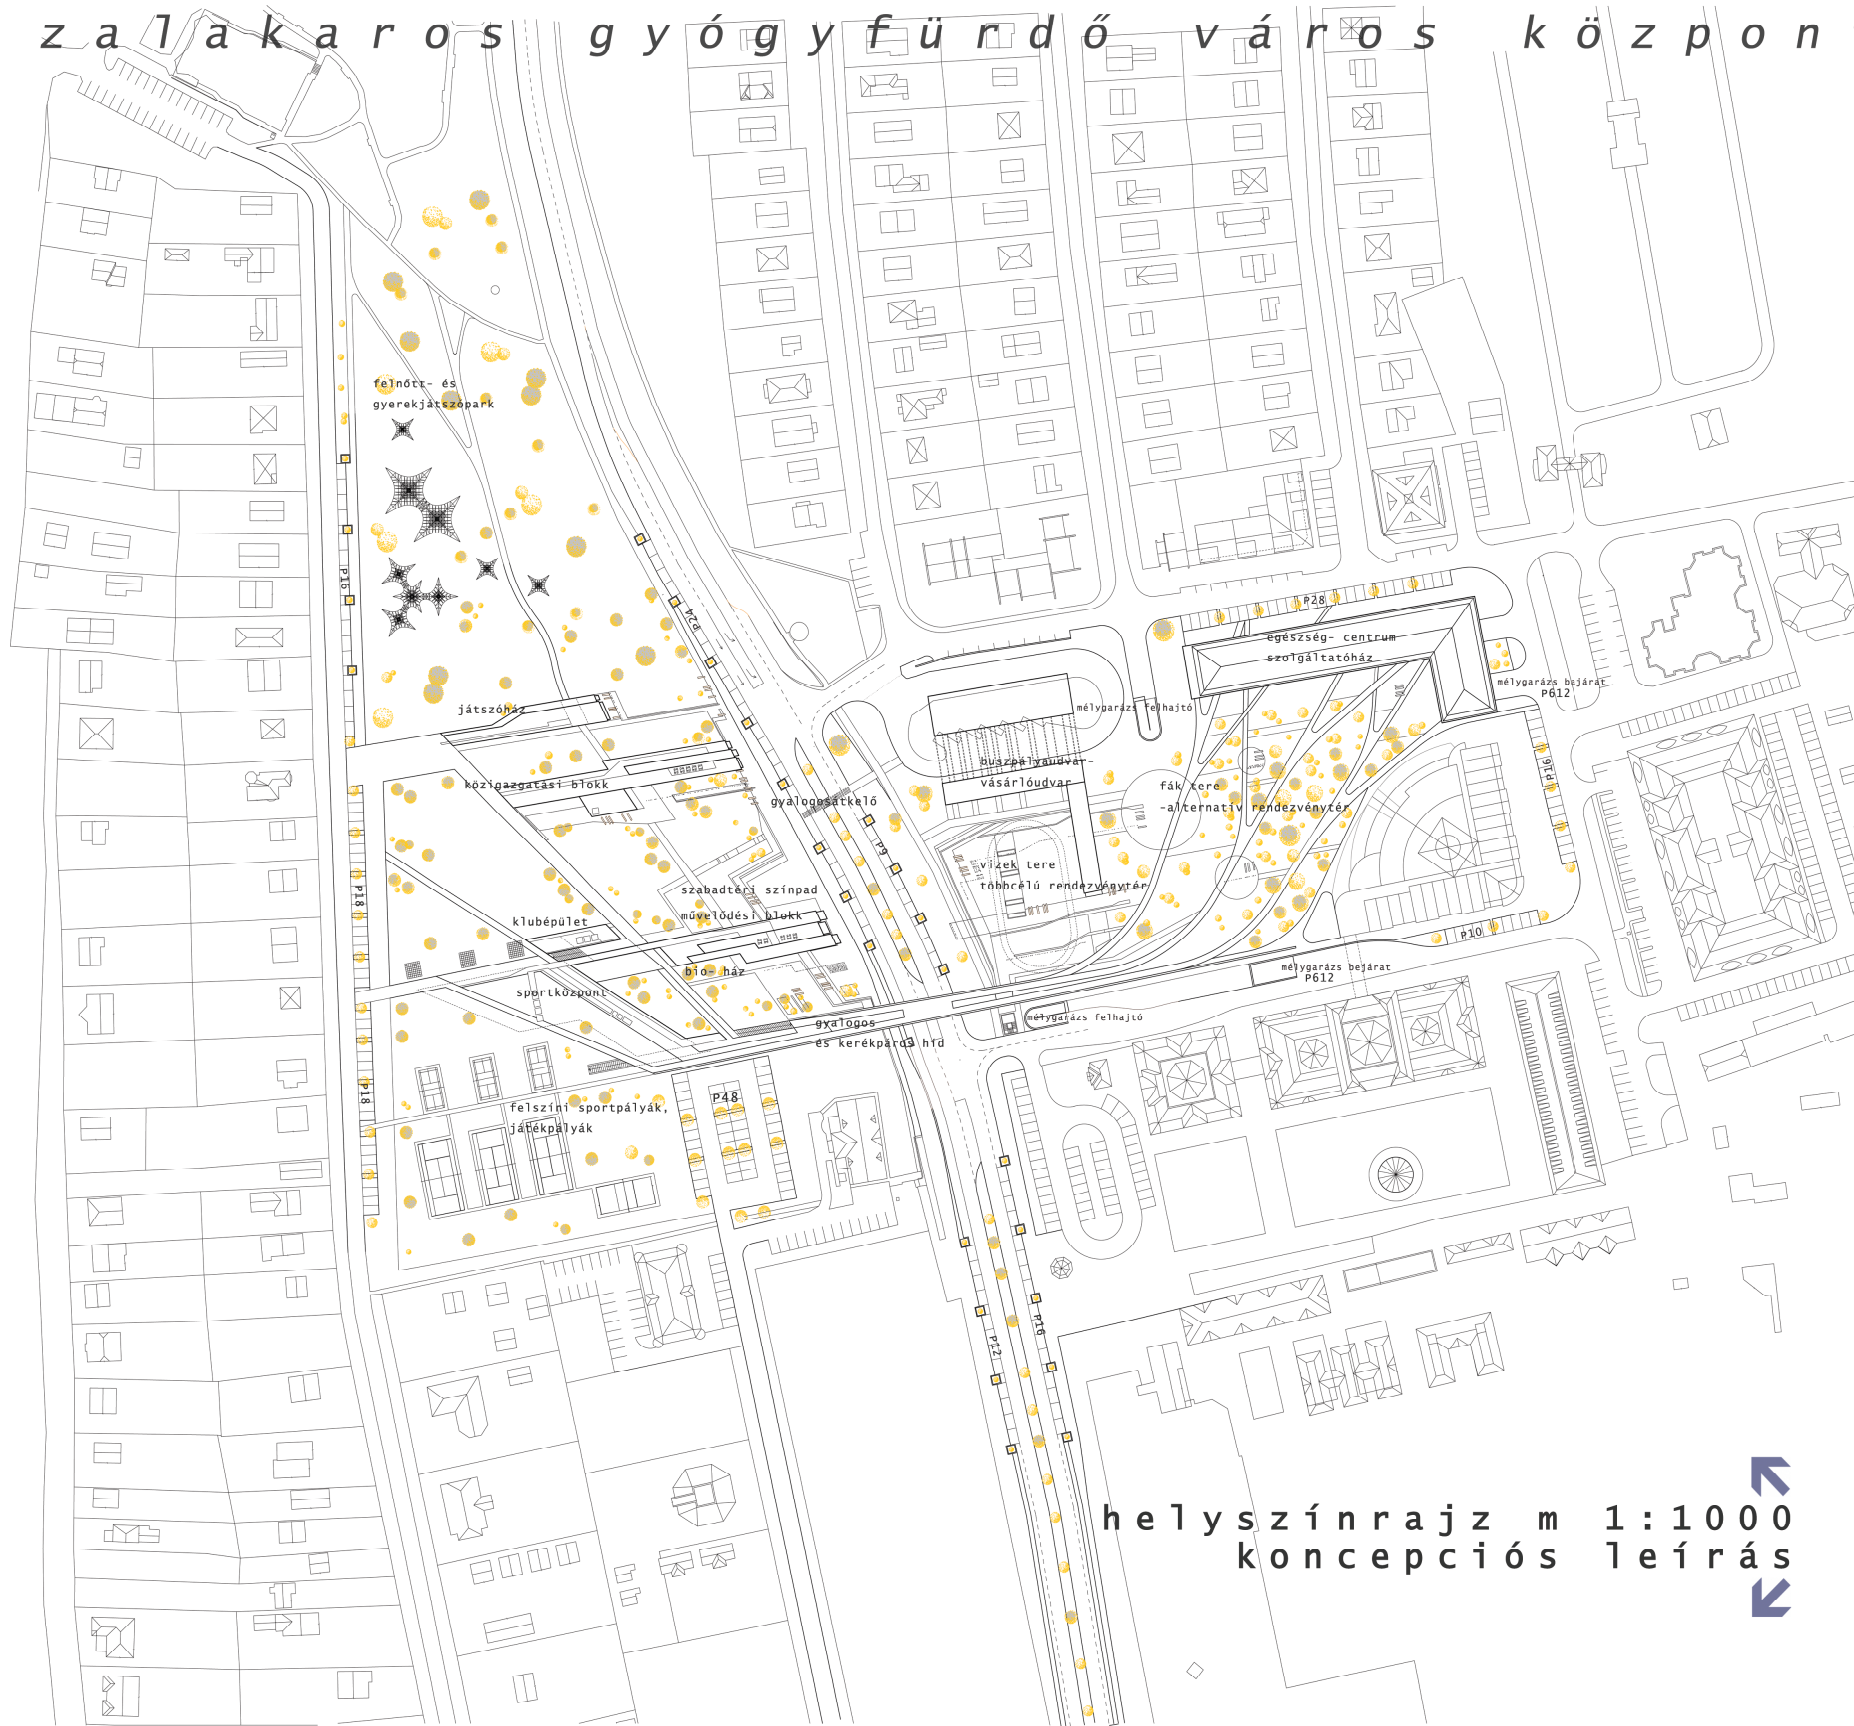 zalakaros gyógyfürdő város közpon
felnőtt- és
gyerekjátszópark
P16
P24
P28
egészség- centrum
szolgáltatóház
mélygarázs bejárat
P612
mélygarázs felhajtó
játszóház
közigazgatási blokk
gyalogosátkelő
buszpályaudvar-
vásárlóudvar
fák tere
-alternatív rendezvénytér
P16
P9
vizek tere
többcélú rendezvénytér
szabadtéri színpad
P18
klubépület
művelődési blokk
P10
bio- ház
mélygarázs bejárat
P612
sportközpont
gyalogos
és kerékpáros híd
mélygarázs felhajtó
P18
P48
felszíni sportpályák,
játékpályák
P16
P12
helyszínrajz m 1:1000
koncepciós leírás